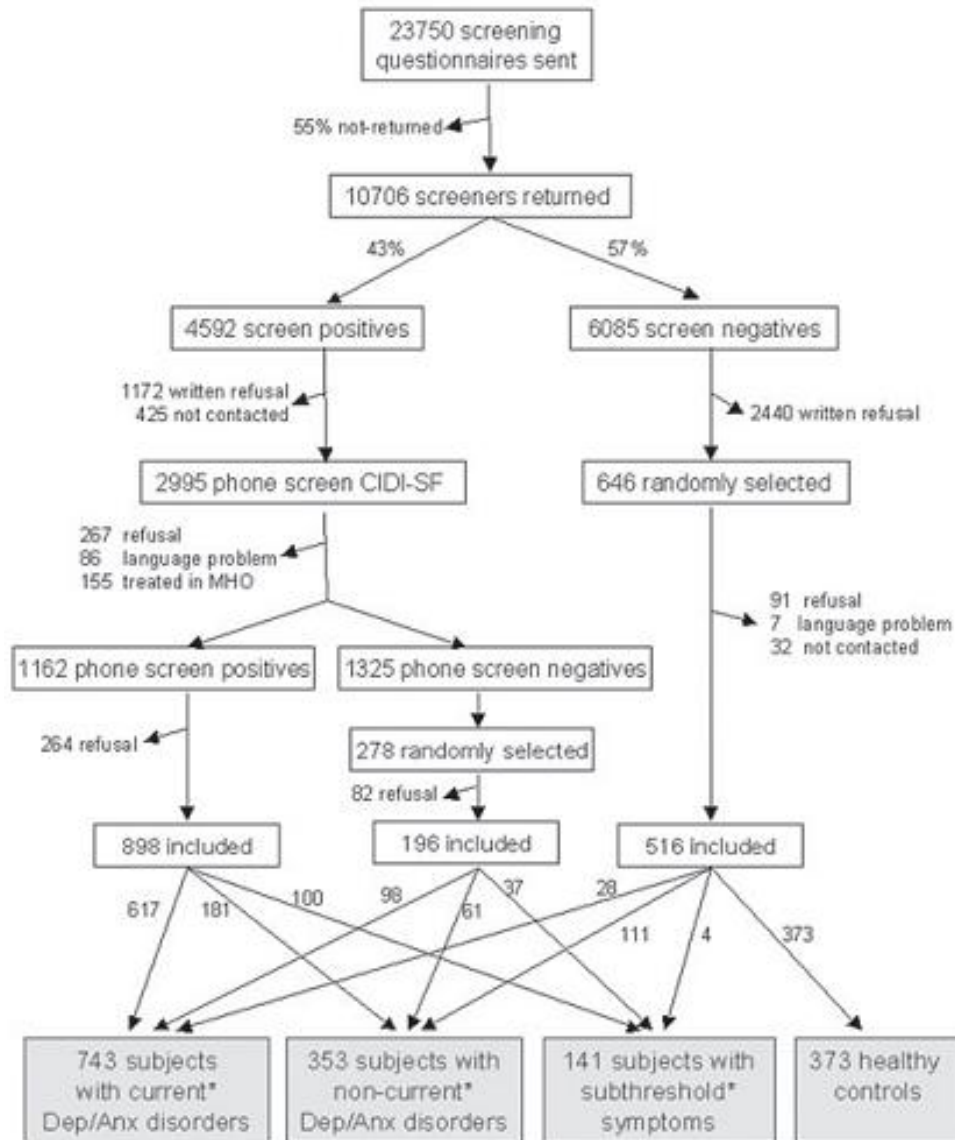 23750 screening
questionnaires sent
55% not-returned
10706 screeners returned
43%
57%
4592 screen positives
6085 screen negatives
1172 written refusal
425 not contacted
2440 written refusal
2995 phone screen CIDI-SF
646 randomly selected
267 refusal
86 language problem
155 treated in MHO
91 refusal
7 language problem
32 not contacted
1162 phone screen positives
1325 phone screen negatives
264 refusal
278 randomly selected
82 refusal
898 included
196 included
516 included
617
181
100
98
61
37
28
111
4
373
743 subjects
with current*
Dep/Anx disorders
353 subjects with
non-current*
Dep/Anx disorders
141 subjects with
subthreshold*
symptoms
373 healthy
controls